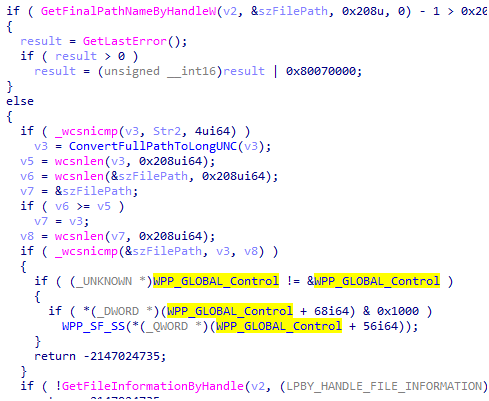 if ( GetFinalPathNameByHandleW(v2, &szFilePath, 0x208u, 0) - 1 > 0x20
{
result = GetLastError();
if ( result > 0 )
result = (unsigned __int16)result | 0x80070000;
}
else
{
if ( _wcsnicmp(v3, Str2, 4ui64) )
v3 = ConvertFullPathToLongUNC(v3);
v5 = wcsnlen(v3, 0x208ui64);
v6 = wcsnlen(&szFilePath, 0x208ui64);
v7 = &szFilePath;
if ( v6 >= v5 )
v7 = v3;
v8 = wcsnlen(v7, 0x208ui64);
if ( _wcsnicmp(&szFilePath, v3, v8) )
{
if ( (_UNKNOWN *)WPP_GLOBAL_Control != &WPP_GLOBAL_Control )
{
if ( *(_DWORD *)(WPP_GLOBAL_Control + 68i64) & 0x1000 )
WPP_SF_SS(*(_QWORD *)(WPP_GLOBAL_Control + 56i64));
}
return -2147024735;
}
if ( !GetFileInformationByHandle(v2, (LPBY_HANDLE_FILE_INFORMATION)